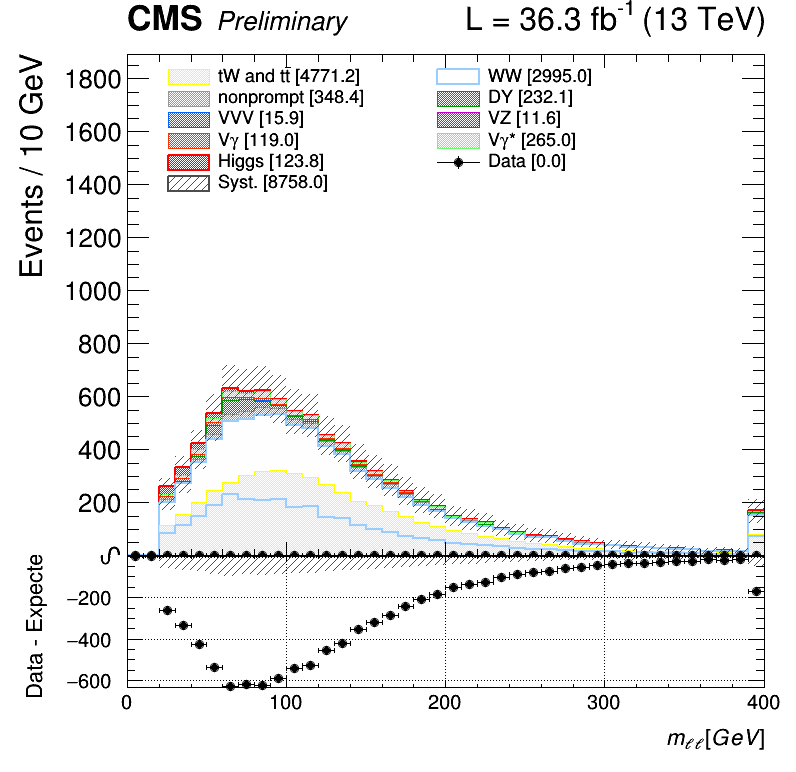 CMS Preliminary L = 36.3 fb⁻¹ (13 TeV)
Events / 10 GeV
1800
1600
1400
1200
1000
800
600
400
200
0
tW and tt̄ [4771.2]
WW [2995.0]
nonprompt [348.4]
DY [232.1]
VVV [15.9]
VZ [11.6]
Vγ [119.0]
Vγ* [265.0]
Higgs [123.8]
Data [0.0]
Syst. [8758.0]
Data - Expecte
−200
−400
−600
0 100 200 300 400
mℓℓ[GeV]